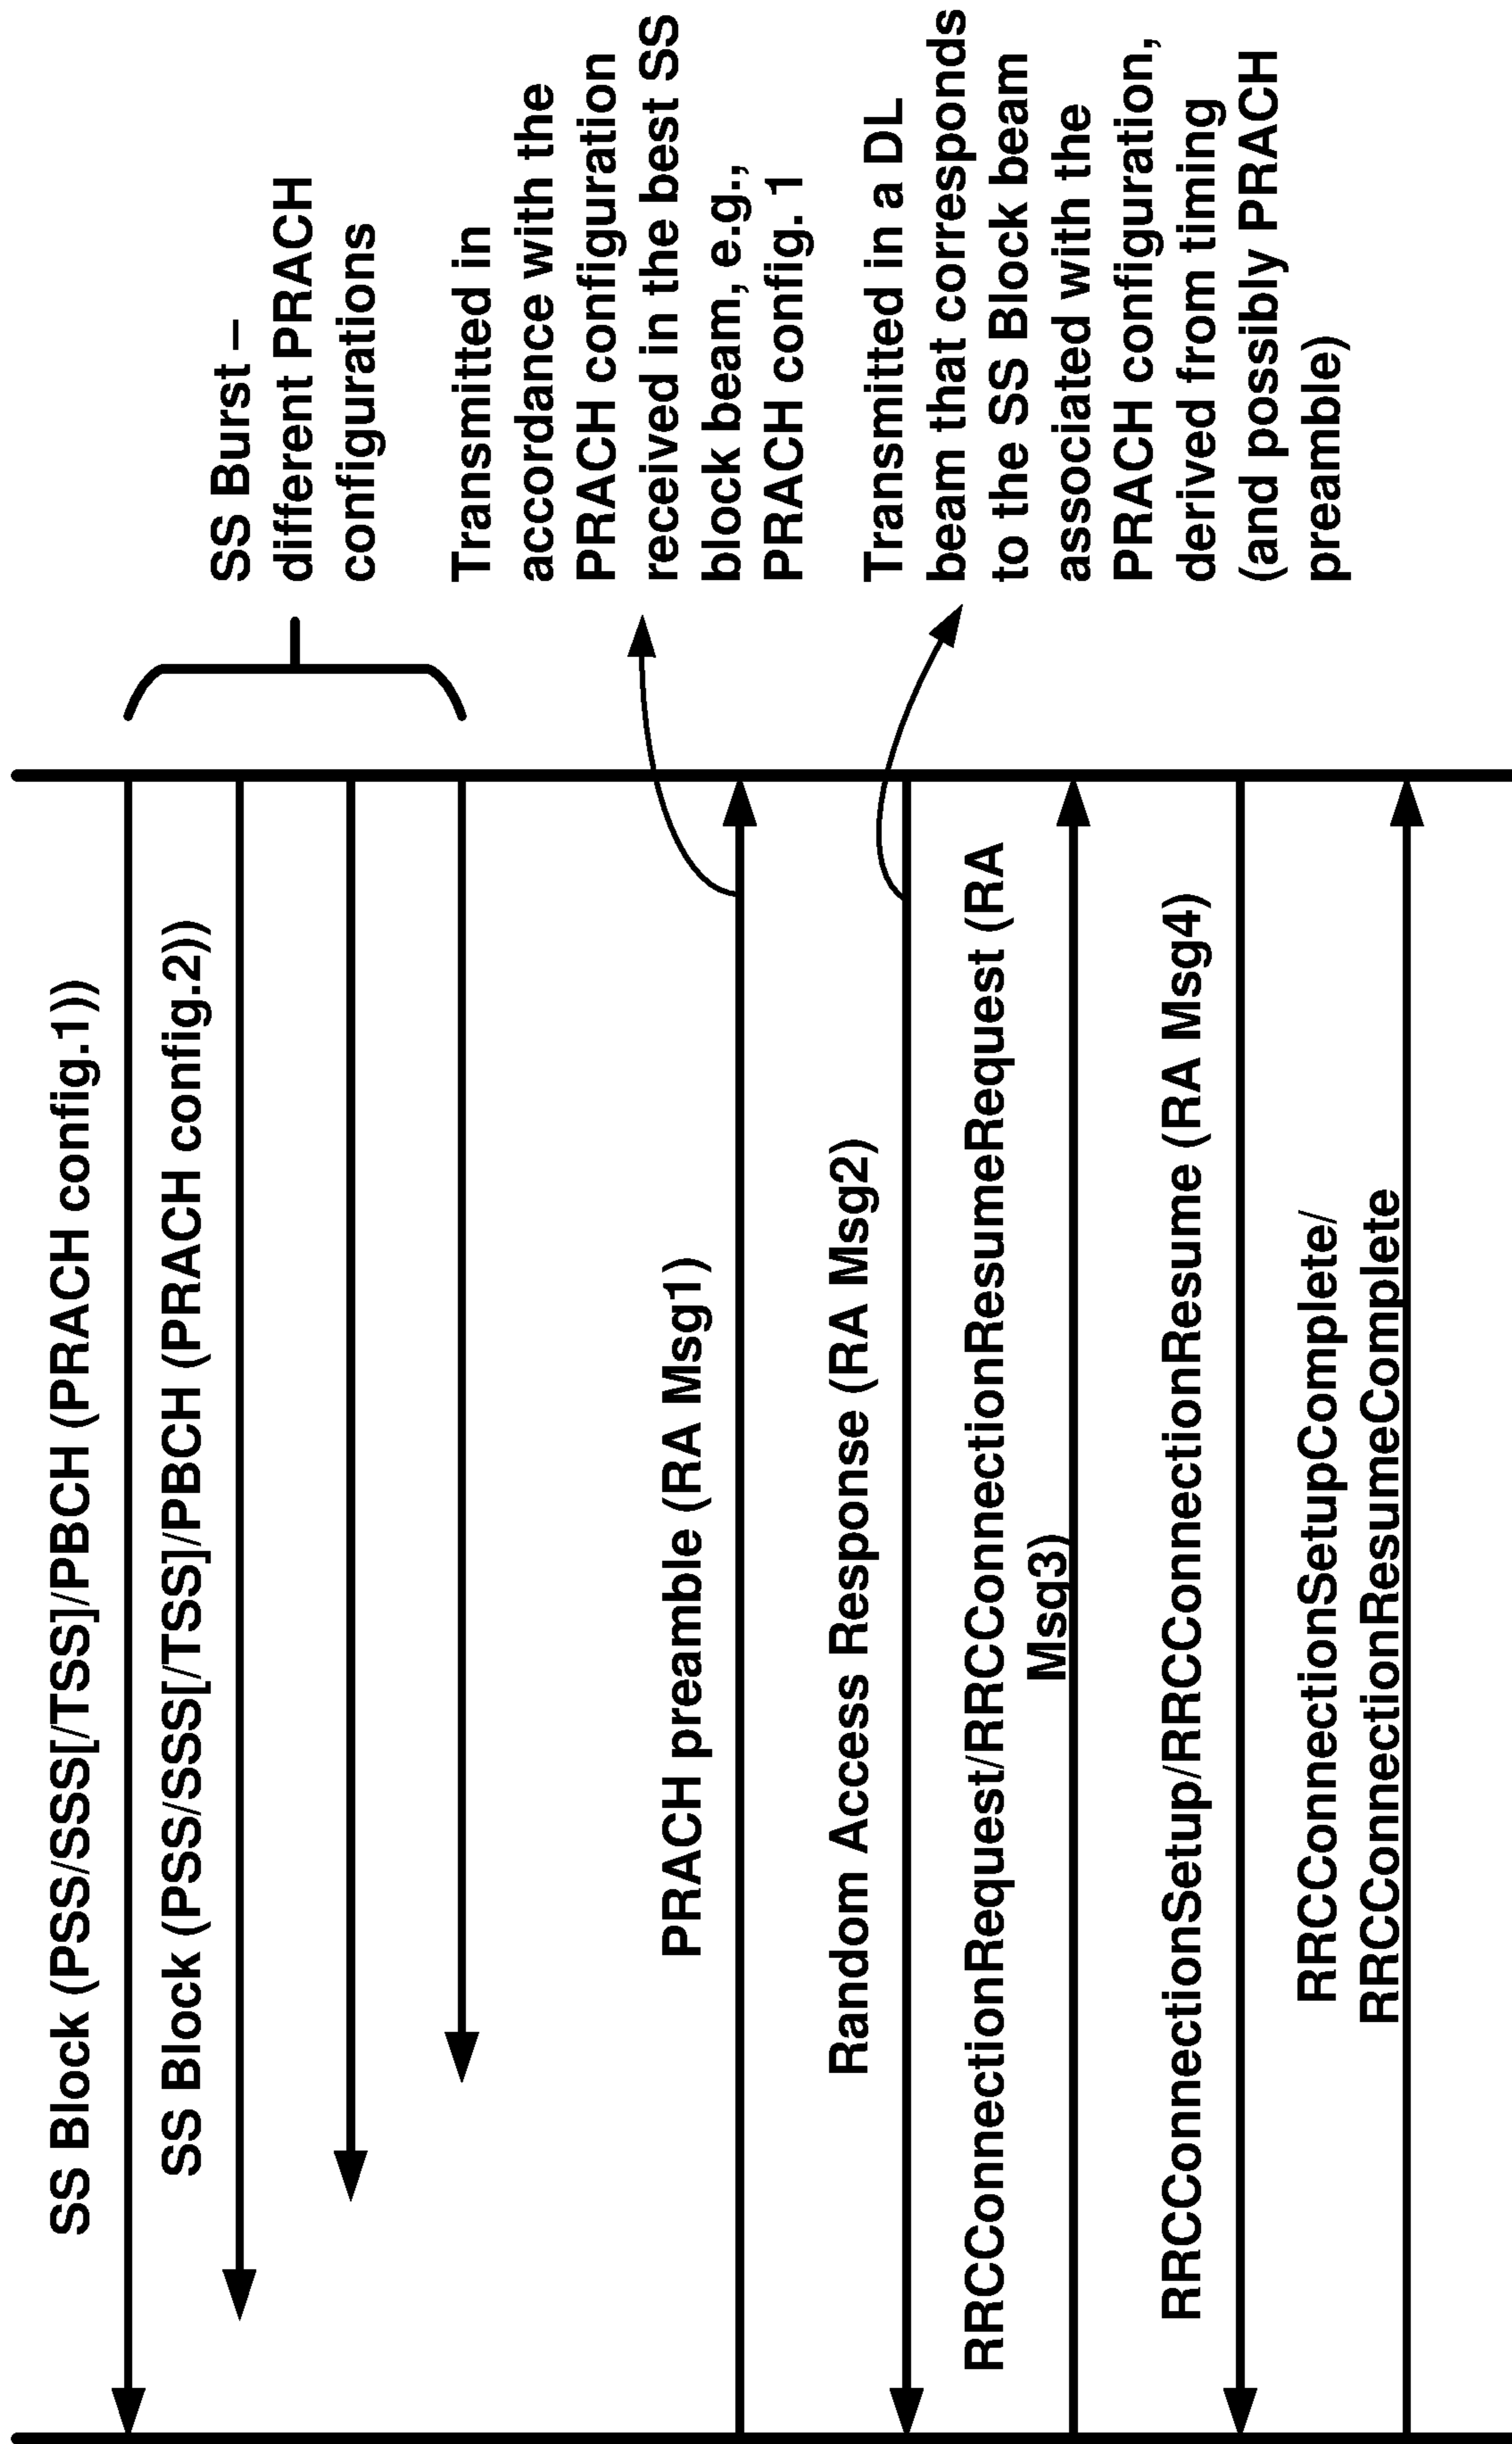 SS Block (PSS/SSS[/TSS]/PBCH (PRACH config.1))
SS Block (PSS/SSS[/TSS]/PBCH (PRACH config.2))
SS Burst –
different PRACH
configurations
PRACH preamble (RA Msg1)
Transmitted in
accordance with the
PRACH configuration
received in the best SS
block beam, e.g.,
PRACH config. 1
Random Access Response (RA Msg2)
Transmitted in a DL
beam that corresponds
to the SS Block beam
associated with the
PRACH configuration,
derived from timing
(and possibly PRACH
preamble)
RRCConnectionRequest/RRCConnectionResumeRequest (RA
Msg3)
RRCConnectionSetup/RRCConnectionResume (RA Msg4)
RRCConnectionSetupComplete/
RRCConnectionResumeComplete